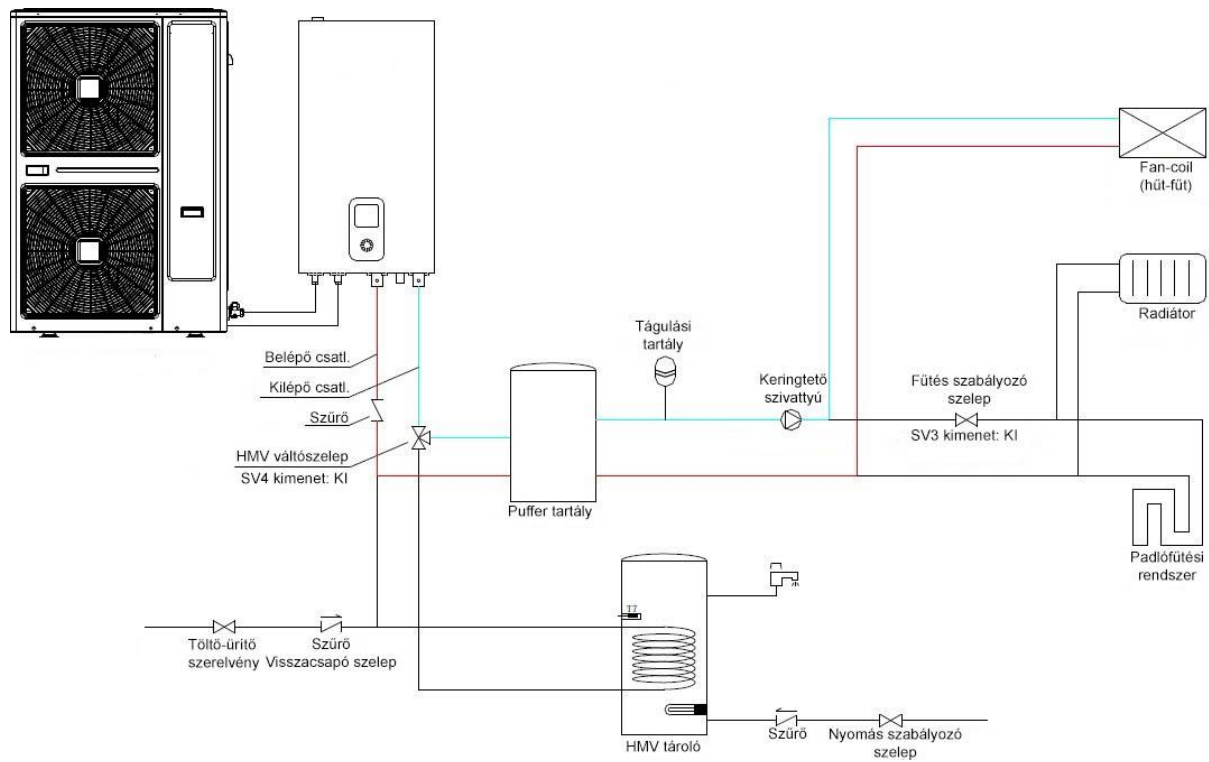 Fan-coil
(hűt-fűt)
Radiátor
Tágulási
tartály
Belépő csatl.
Kilépő csatl.
Szűrő
Keringtető
szivattyú
Fűtés szabályozó
szelep
SV3 kimenet: KI
HMV váltószelep
SV4 kimenet: KI
Puffer tartály
Padlófűtési
rendszer
T7
Töltő-ürítő
szerelvény
Szűrő
Visszacsapó szelep
HMV tároló
Szűrő
Nyomás szabályozó
szelep